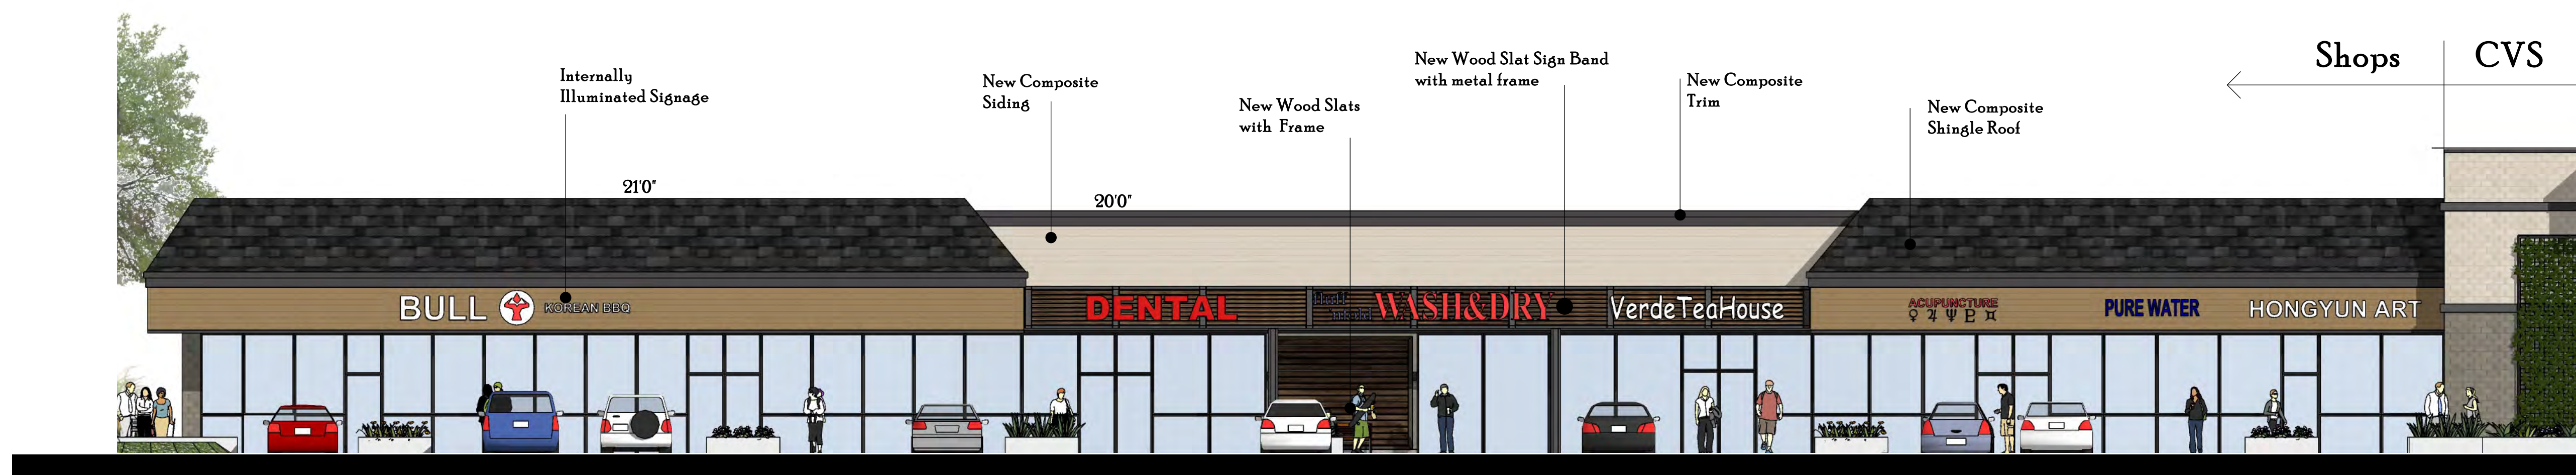 Shops
CVS
New Wood Slat Sign Band
with metal frame
Internally
Illuminated Signage
New Composite
Siding
New Composite
Trim
New Wood Slats
with Frame
New Composite
Shingle Roof
21'0"
20'0"
BULL
KOREAN BBQ
DENTAL
WASH&DRY
VerdeTeaHouse
ACUPUNCTURE
♀ ♃ Ψ P ♊
PURE WATER
HONGYUN ART